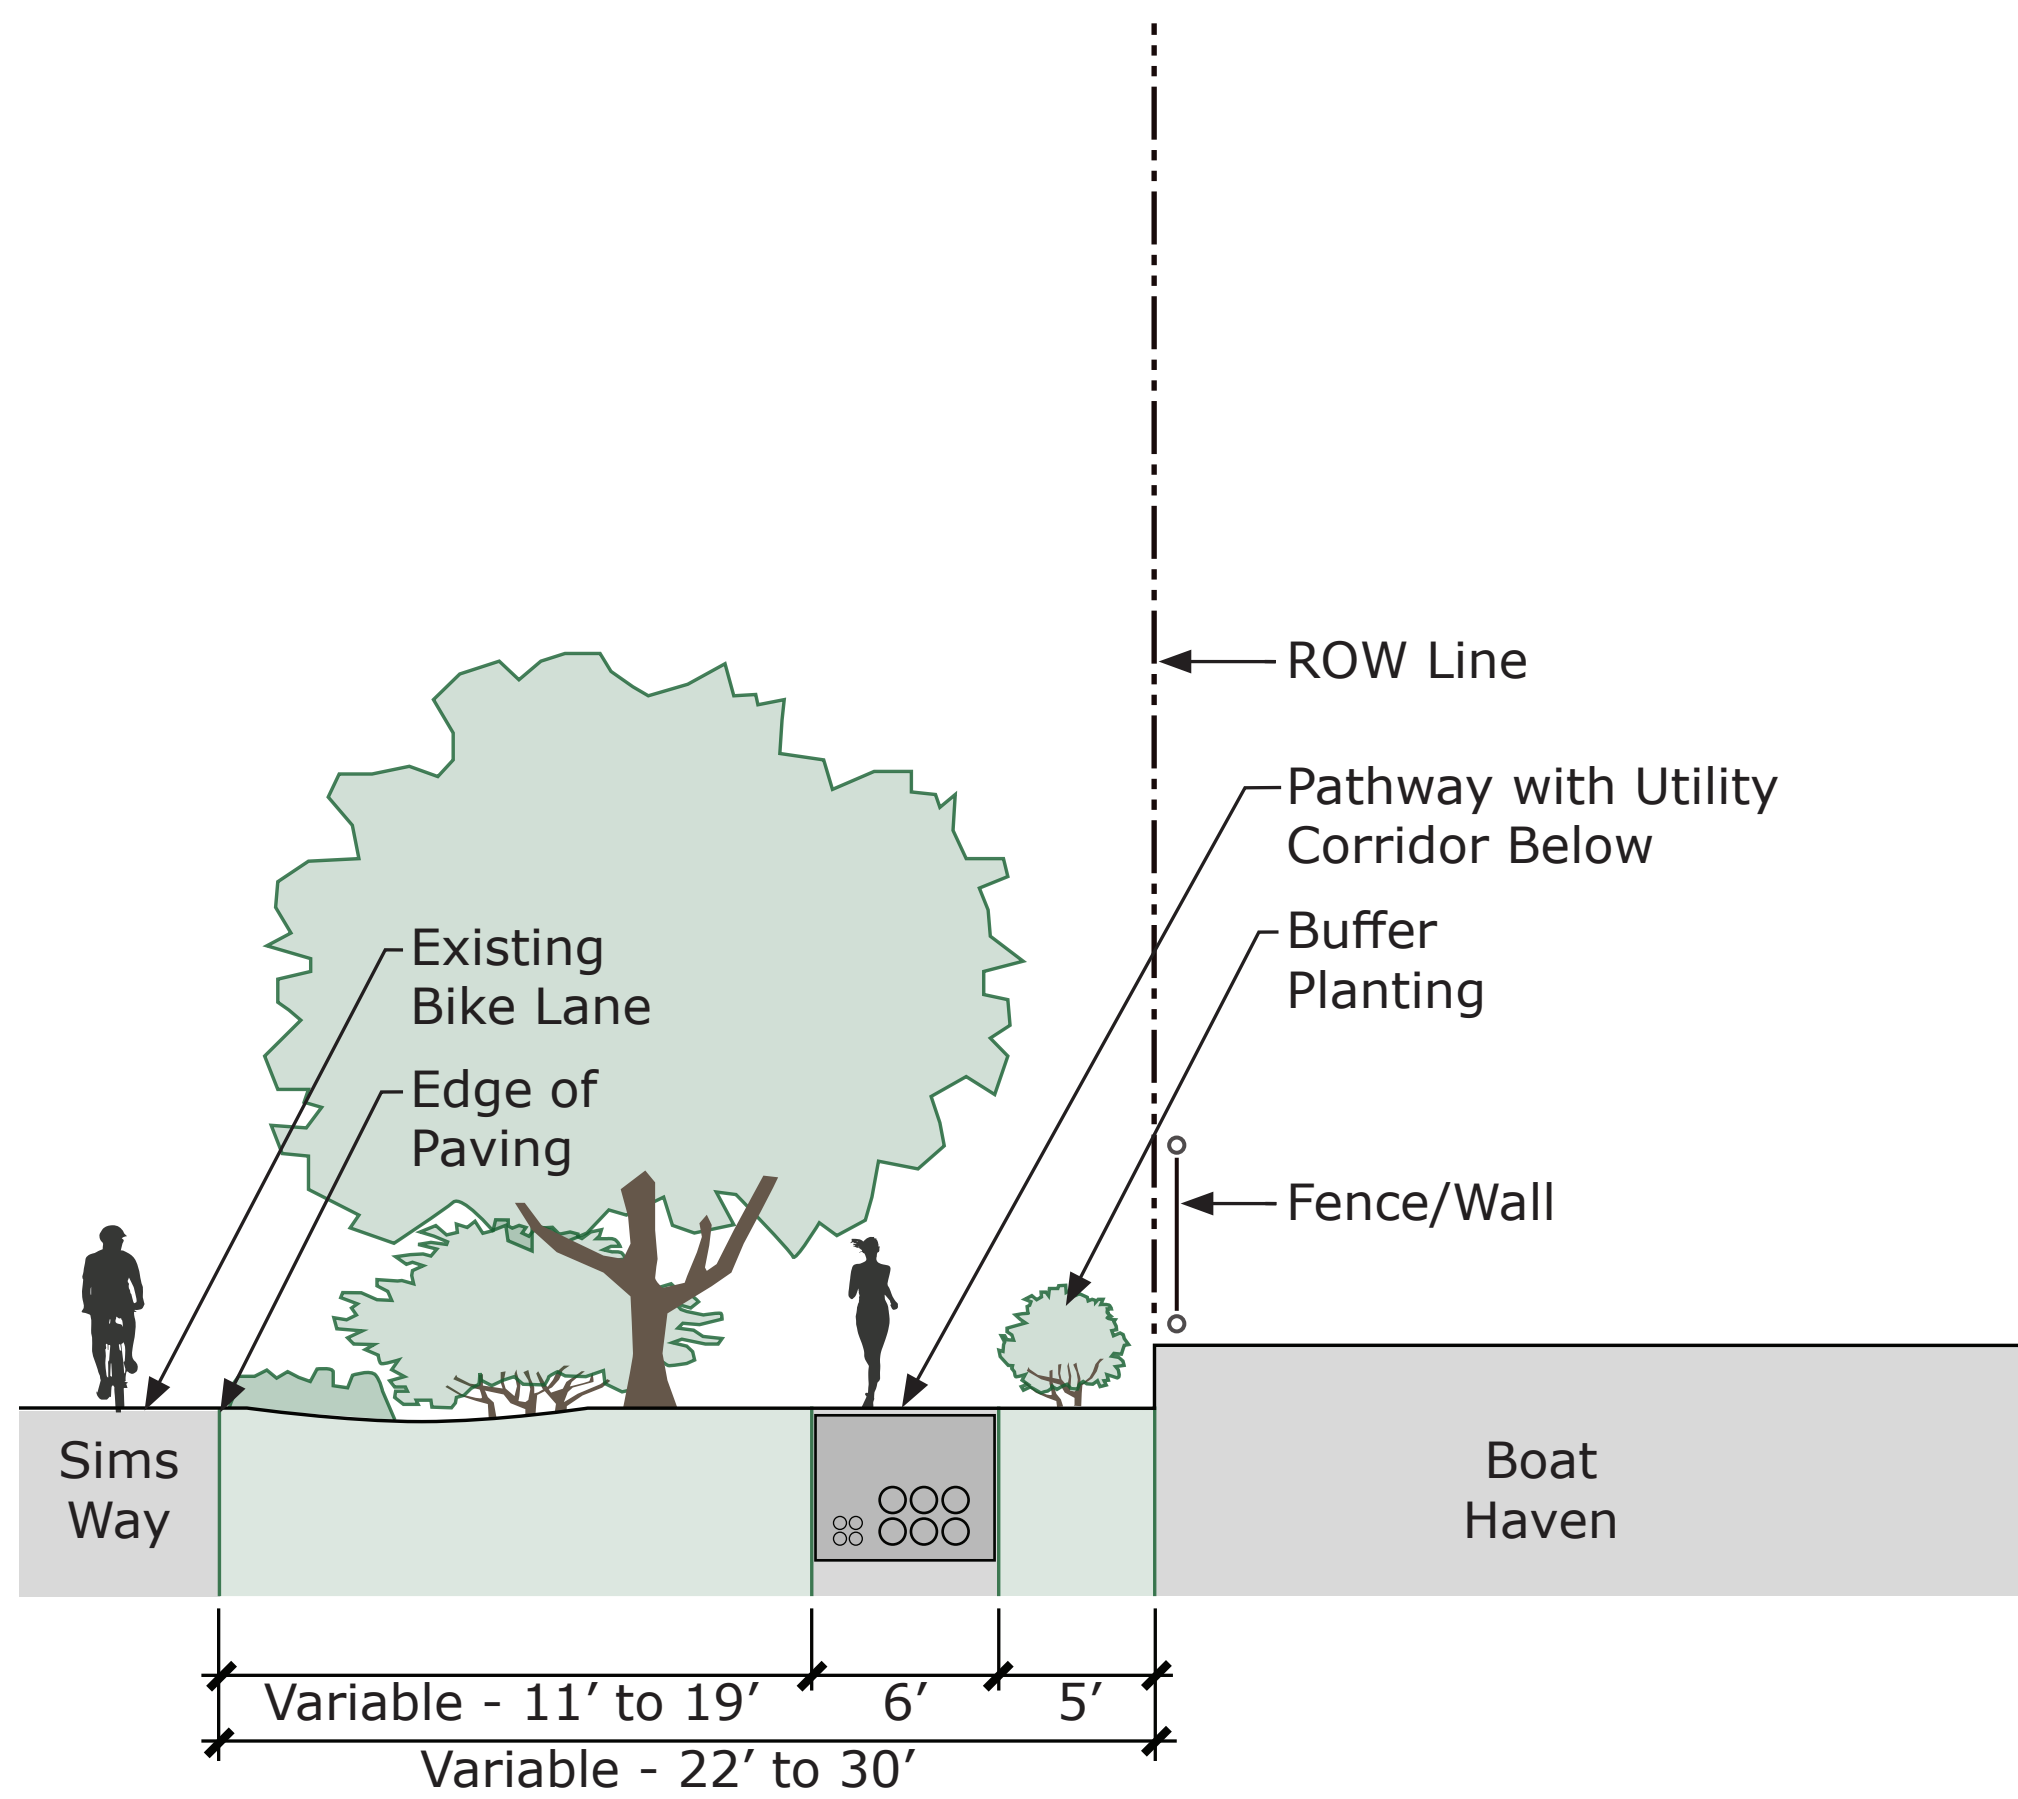 ROW Line
Pathway with Utility
Corridor Below
Buffer
Planting
Existing
Bike Lane
Edge of
Paving
Fence/Wall
Sims
Way
Boat
Haven
Variable - 11’ to 19’
6’
5’
Variable - 22’ to 30’